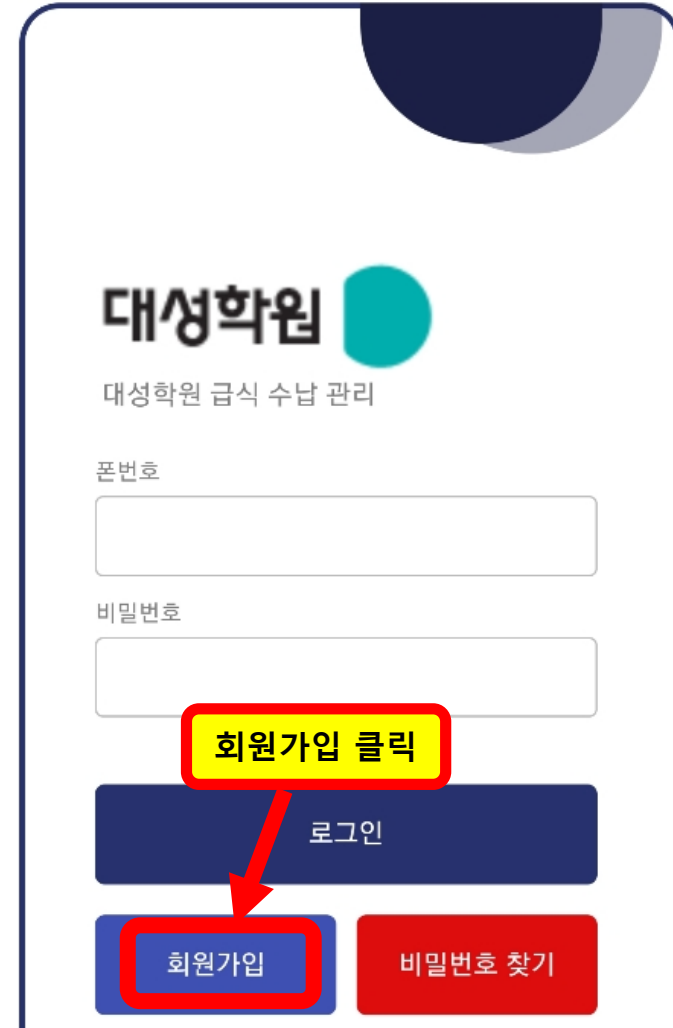 대성학원
대성학원 급식 수납 관리
폰번호
비밀번호
회원가입 클릭
로그인
회원가입
비밀번호 찾기